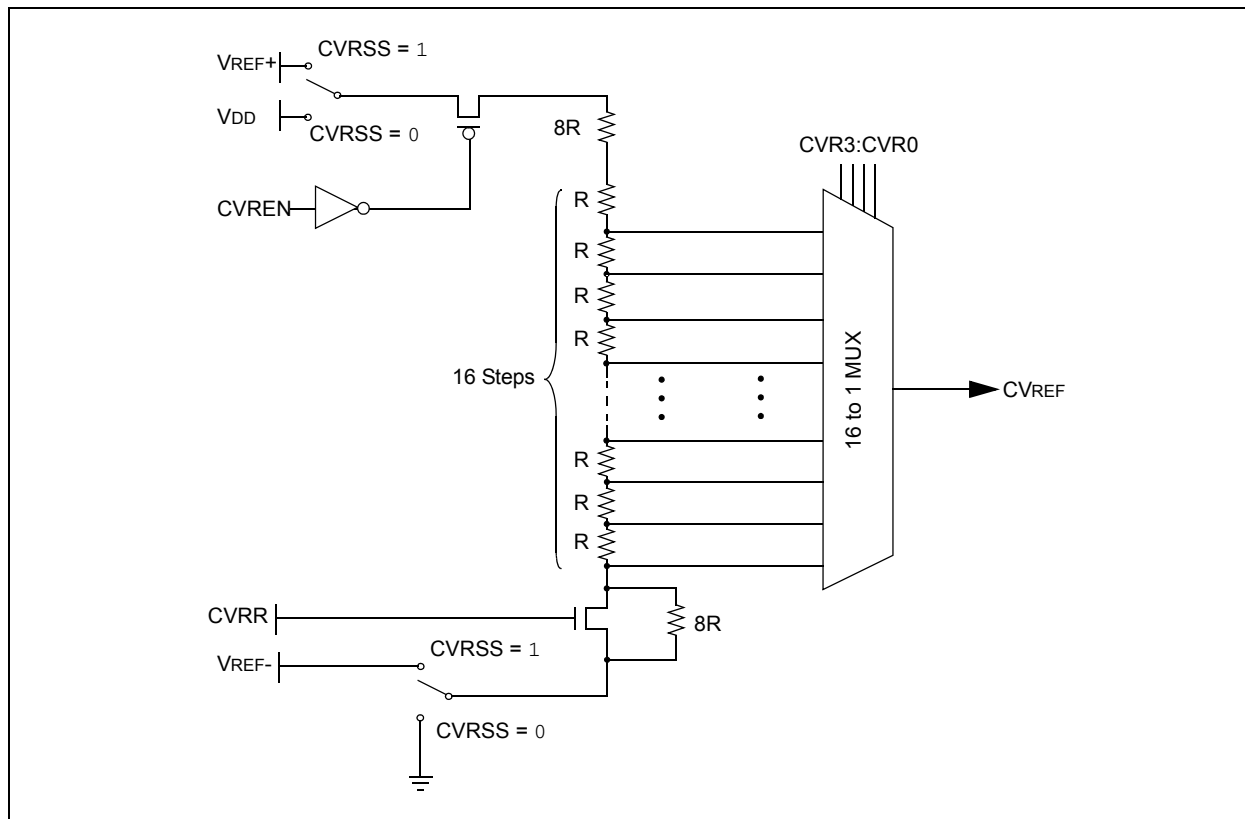 CVRSS = 1
VREF+
VDD
CVRSS = 0
8R
CVREN
CVR3:CVR0
R
R
R
R
16 Steps
16 to 1 MUX
CVREF
R
R
R
CVRR
8R
CVRSS = 1
VREF-
CVRSS = 0